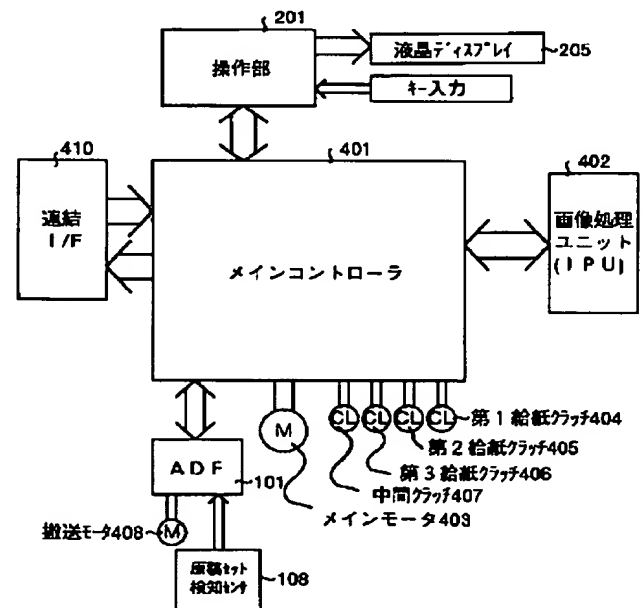 201
操作部
液晶ディスプレイ
205
キー入力
410
連結
I/F
401
メインコントローラ
402
画像処理
ユニット
(IPU)
ADF
101
M
CL
CL
CL
CL
第1給紙クラッチ404
第2給紙クラッチ405
第3給紙クラッチ406
中間クラッチ407
メインモータ403
搬送モータ408
M
原稿セット
検知センサ
108